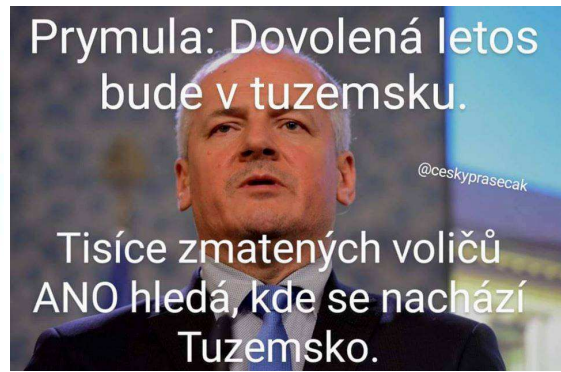 Prymula: Dovolená letos
bude v tuzemsku.
@ceskyprasecak
Tisíce zmatených voličů
ANO hledá, kde se nachází
Tuzemsko.